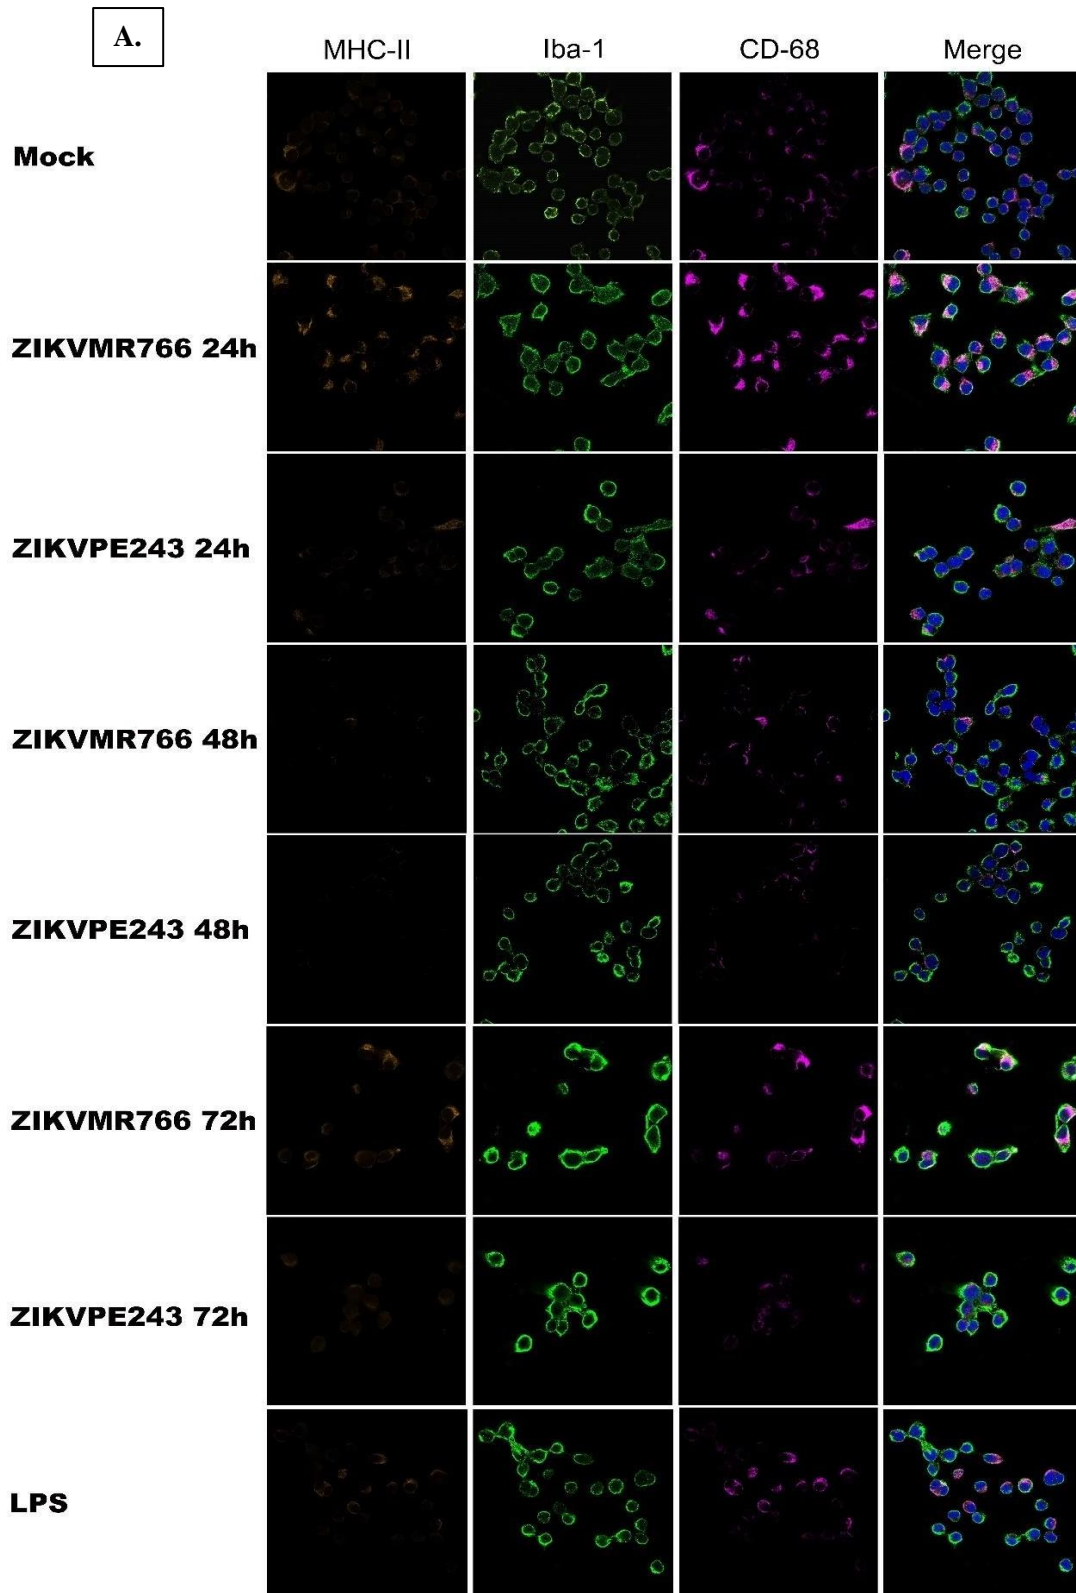 A.
MHC-II Iba-1 CD-68 Merge
Mock
ZIKVMR766 24h
ZIKVPE243 24h
ZIKVMR766 48h
ZIKVPE243 48h
ZIKVMR766 72h
ZIKVPE243 72h
LPS